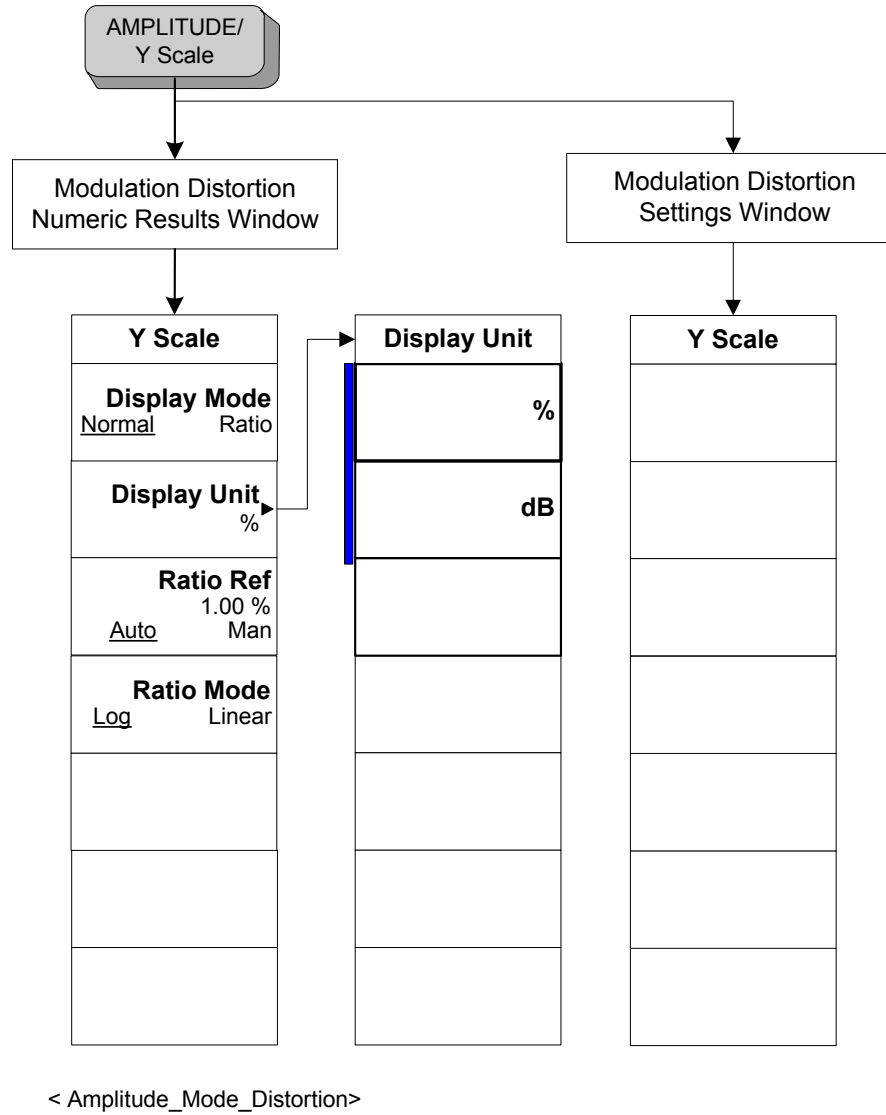 AMPLITUDE/
Y Scale
Modulation Distortion
Numeric Results Window
Modulation Distortion
Settings Window
Y Scale
Display Mode
Normal Ratio
Display Unit
%
Ratio Ref
1.00 %
Auto Man
Ratio Mode
Log Linear
Display Unit
%
dB
Y Scale
< Amplitude_Mode_Distortion>